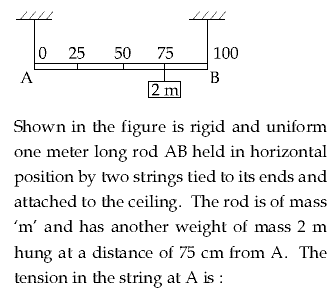 0 25 50 75 100
A B
2 m
Shown in the figure is rigid and uniform
one meter long rod AB held in horizontal
position by two strings tied to its ends and
attached to the ceiling. The rod is of mass
‘m’ and has another weight of mass 2 m
hung at a distance of 75 cm from A. The
tension in the string at A is :